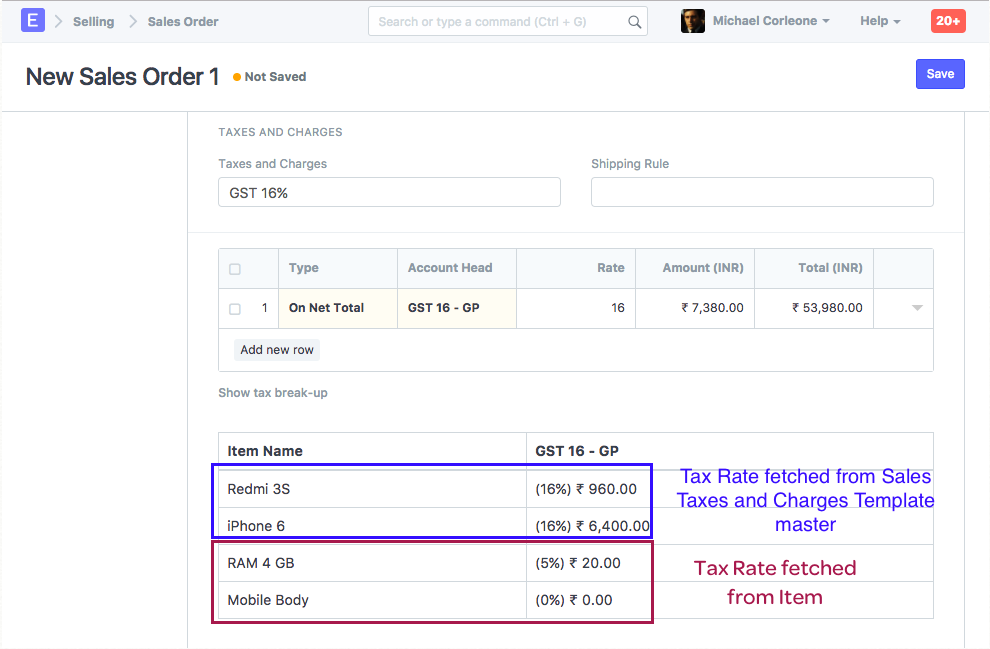 E Selling Sales Order Search or type a command (Ctrl + G) Michael Corleone Help 20+
New Sales Order 1 Not Saved Save
TAXES AND CHARGES
Taxes and Charges Shipping Rule
GST 16%
Type Account Head Rate Amount (INR) Total (INR)
1 On Net Total GST 16 - GP 16 ₹ 7,380.00 ₹ 53,980.00
Add new row
Show tax break-up
Item Name GST 16 - GP
Redmi 3S (16%) ₹ 960.00
iPhone 6 (16%) ₹ 6,400.00
RAM 4 GB (5%) ₹ 20.00
Mobile Body (0%) ₹ 0.00
Tax Rate fetched from Sales
Taxes and Charges Template
master
Tax Rate fetched
from Item